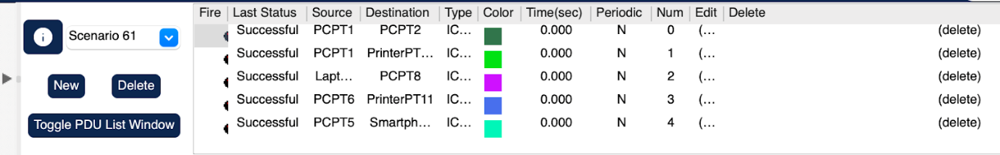 Fire Last Status Source Destination Type Color Time(sec) Periodic Num Edit Delete
Scenario 61
Successful PCPT1 PCPT2 IC... 0.000 N 0 (... (delete)
Successful PCPT1 PrinterPT... IC... 0.000 N 1 (... (delete)
New Delete
Successful Lapt... PCPT8 IC... 0.000 N 2 (... (delete)
Successful PCPT6 PrinterPT11 IC... 0.000 N 3 (... (delete)
Toggle PDU List Window
Successful PCPT5 Smartph... IC... 0.000 N 4 (... (delete)